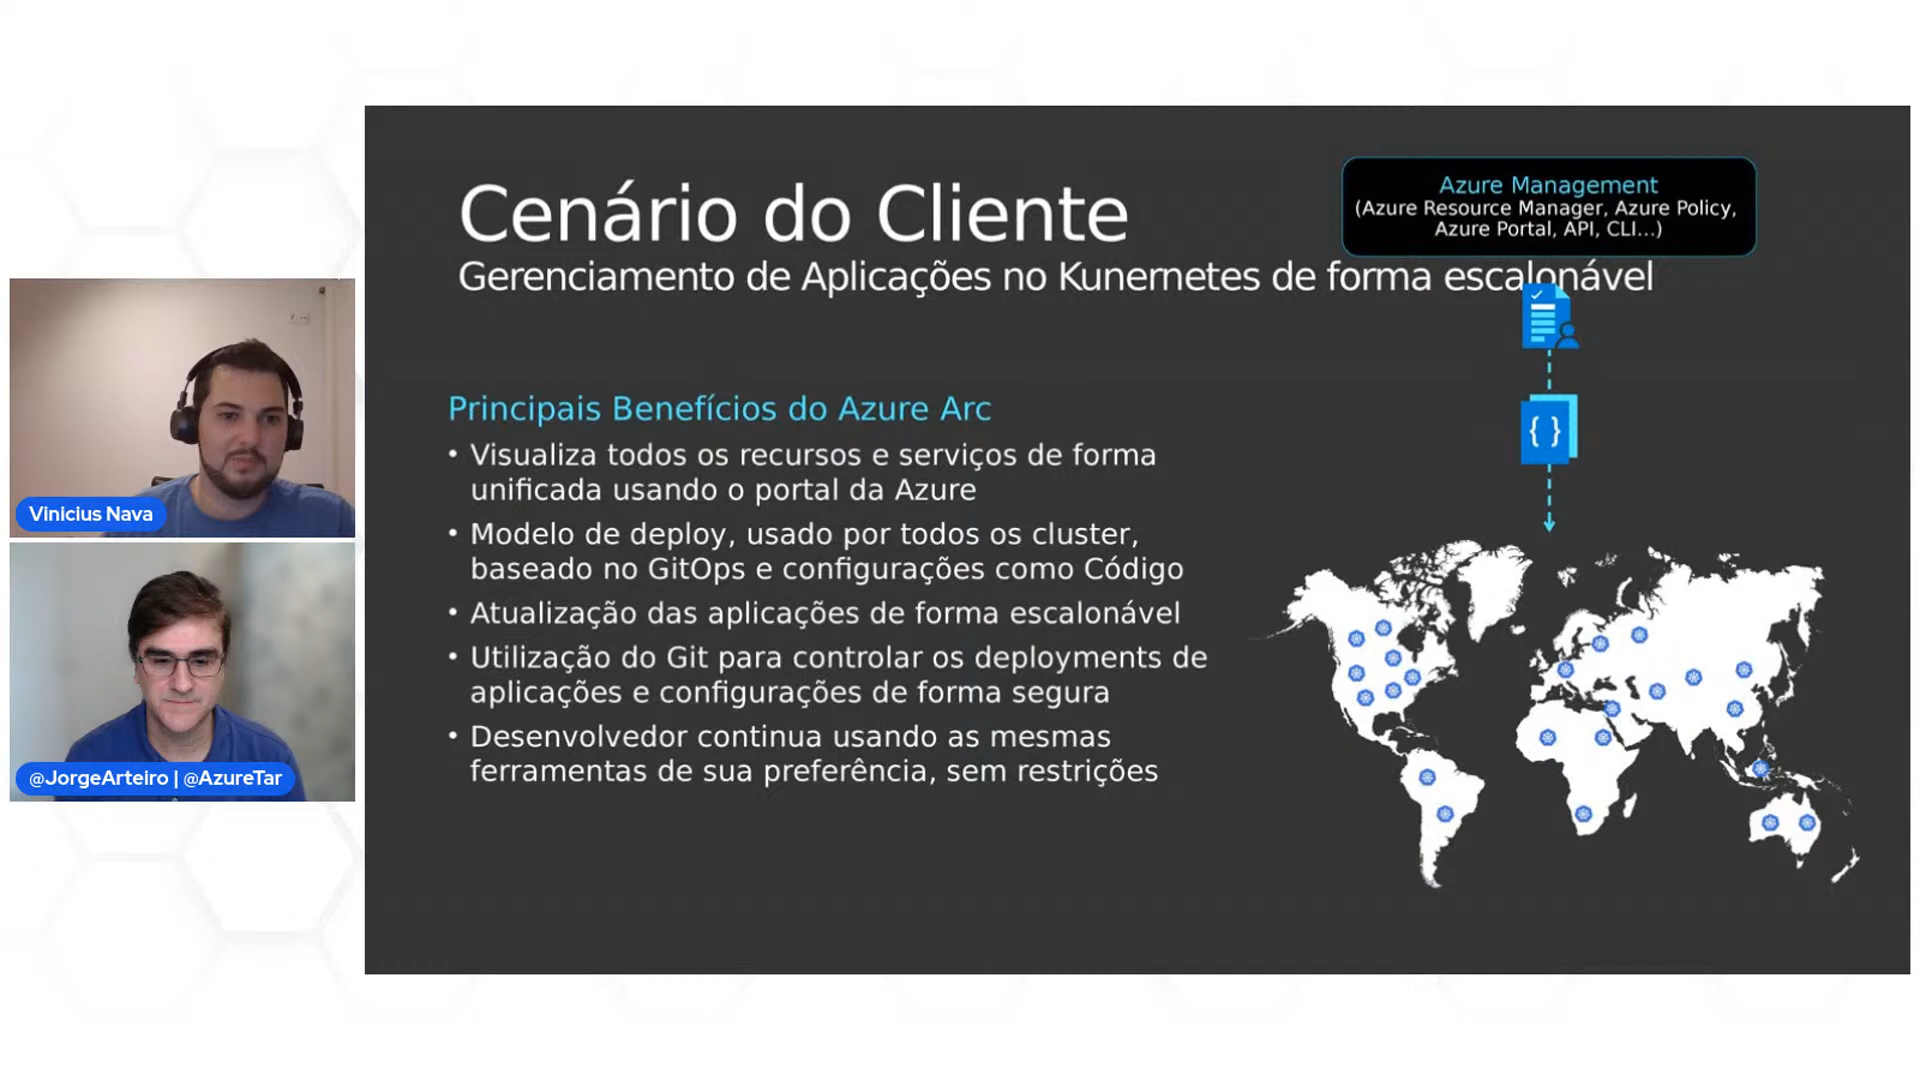 Cenário do Cliente
Gerenciamento de Aplicações no Kunernetes de forma escalonável
Azure Management
(Azure Resource Manager, Azure Policy,
Azure Portal, API, CLI...)
{ }
Principais Benefícios do Azure Arc
• Visualiza todos os recursos e serviços de forma
unificada usando o portal da Azure
• Modelo de deploy, usado por todos os cluster,
baseado no GitOps e configurações como Código
• Atualização das aplicações de forma escalonável
• Utilização do Git para controlar os deployments de
aplicações e configurações de forma segura
• Desenvolvedor continua usando as mesmas
ferramentas de sua preferência, sem restrições
Vinicius Nava
@JorgeArteiro | @AzureTar